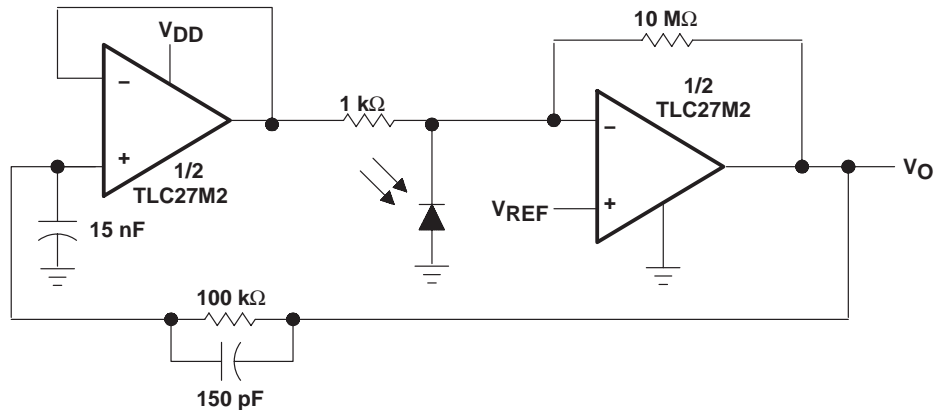 VDD
−
+
1/2
TLC27M2
15 nF
1 kΩ
10 MΩ
1/2
TLC27M2
−
+
VREF
VO
100 kΩ
150 pF